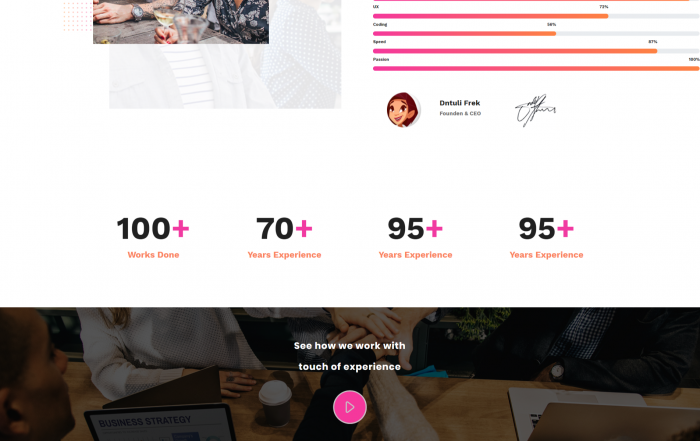 UX
73%
Coding
56%
Speed
87%
Passion
100%
Dntuli Frek
Founden & CEO
100+
70+
95+
95+
Works Done
Years Experience
Years Experience
Years Experience
See how we work with
touch of experience
BUSINESS STRATEGY